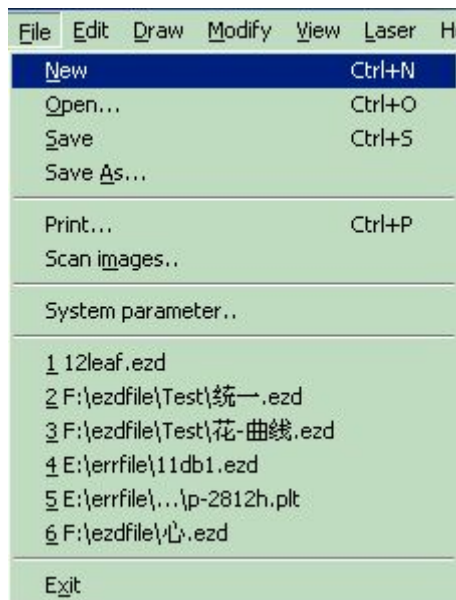 File Edit Draw Modify View Laser H
New Ctrl+N
Open... Ctrl+O
Save Ctrl+S
Save As...
Print... Ctrl+P
Scan images..
System parameter..
1 12leaf.ezd
2 F:\ezdfile\Test\统一.ezd
3 F:\ezdfile\Test\花-曲线.ezd
4 E:\errfile\11db1.ezd
5 E:\errfile\...\p-2812h.plt
6 F:\ezdfile\心.ezd
Exit